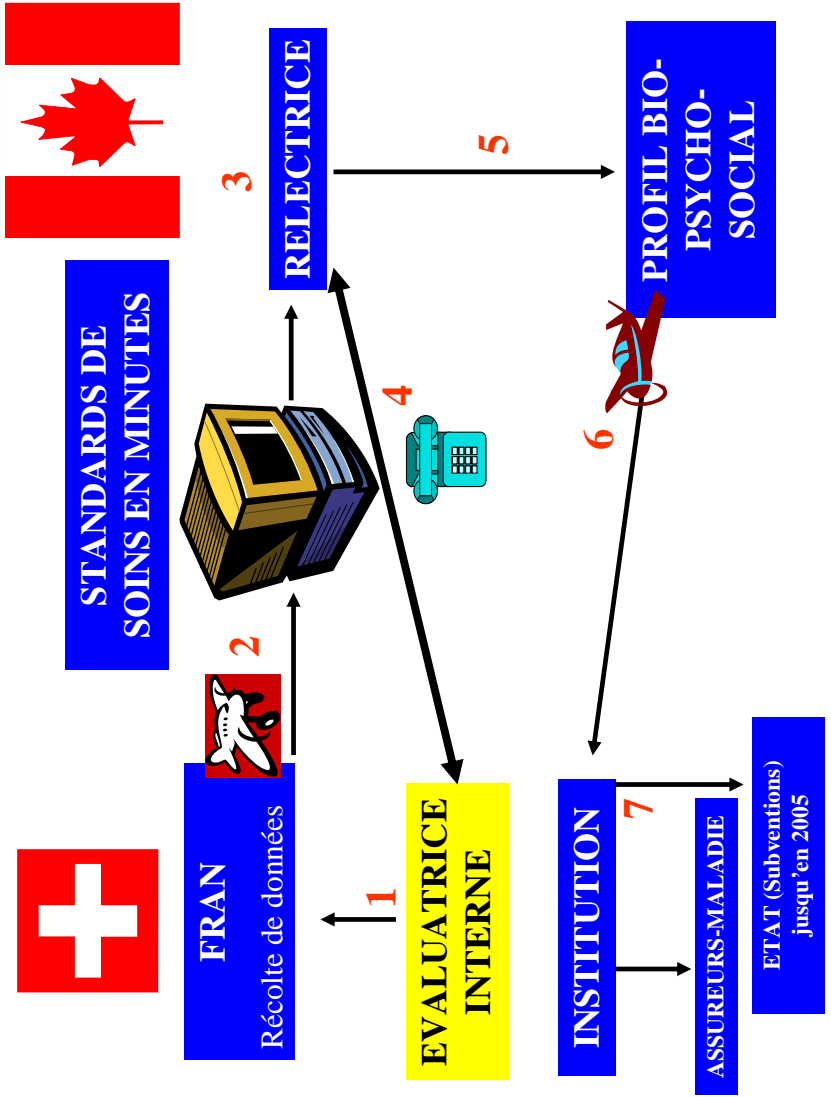 STANDARDS DE
SOINS EN MINUTES
FRAN
Récolte de données
2
3
RELECTRICE
1
4
5
EVALUATRICE
INTERNE
INSTITUTION
6
PROFIL BIO-
PSYCHO-
SOCIAL
7
ASSUREURS-MALADIE
ETAT (Subventions)
jusqu'en 2005